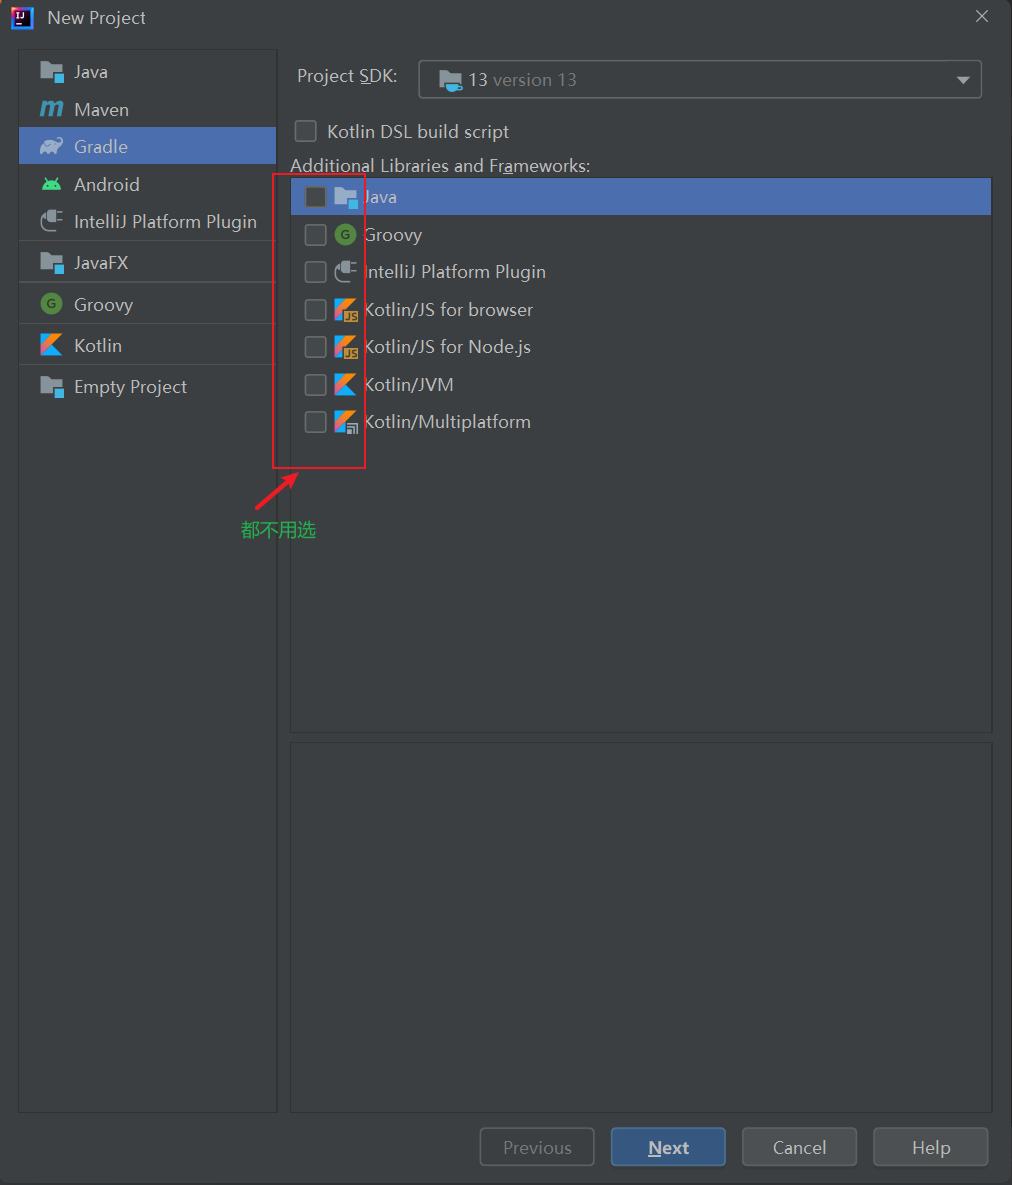 New Project
Java
Maven
Gradle
Android
IntelliJ Platform Plugin
JavaFX
Groovy
Kotlin
Empty Project
Project SDK: 13 version 13
Kotlin DSL build script
Additional Libraries and Frameworks:
Java
Groovy
IntelliJ Platform Plugin
Kotlin/JS for browser
Kotlin/JS for Node.js
Kotlin/JVM
Kotlin/Multiplatform
都不用选
Previous Next Cancel Help